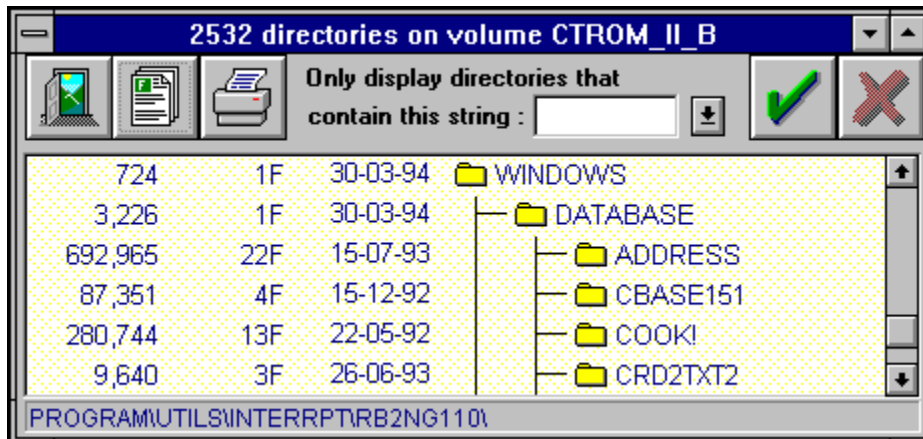 2532 directories on volume CTROM_II_B
Only display directories that
contain this string :
724 1F 30-03-94 WINDOWS
3,226 1F 30-03-94 DATABASE
692,965 22F 15-07-93 ADDRESS
87,351 4F 15-12-92 CBASE151
280,744 13F 22-05-92 COOK!
9,640 3F 26-06-93 CRD2TXT2
PROGRAM\UTILS\INTERRPT\RB2NG110\